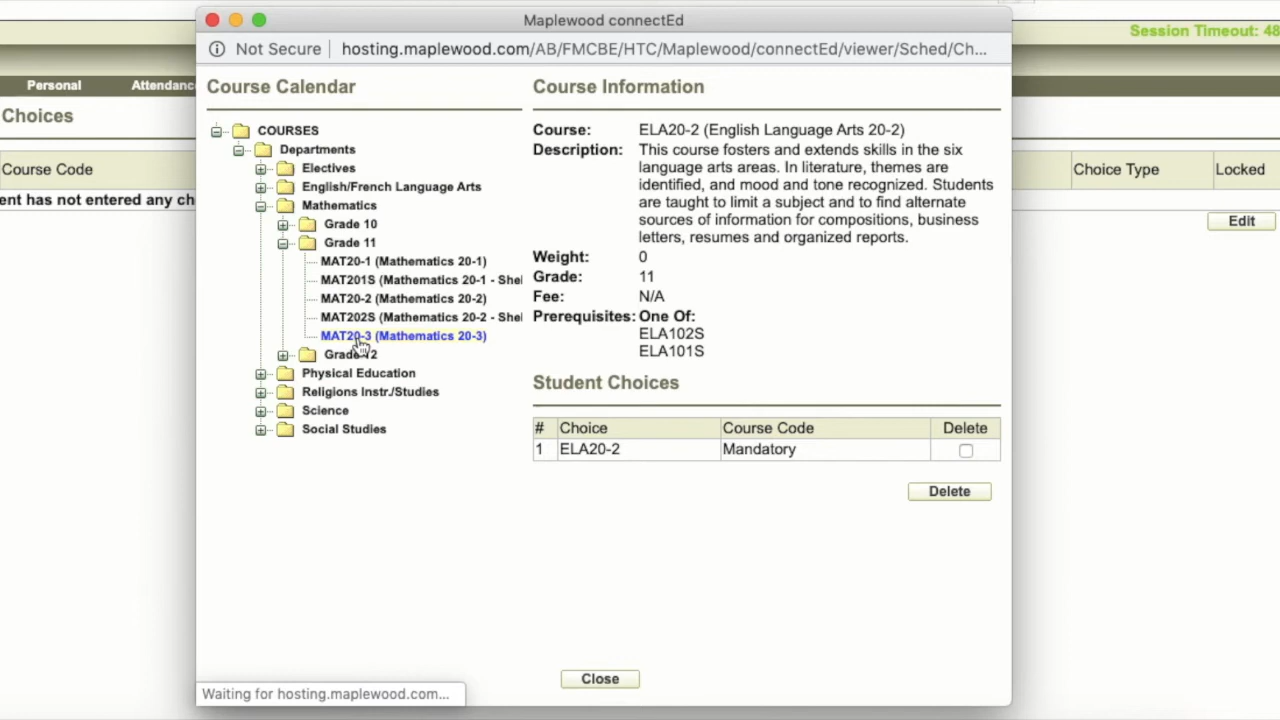 Maplewood connectEd
Not Secure
hosting.maplewood.com/AB/FMCBE/HTC/Maplewood/connectEd/viewer/Sched/Ch...
Session Timeout: 48
Personal
Attendanc
Choices
Course Code
Choice Type
Locked
ent has not entered any ch
Edit
Course Calendar
COURSES
Departments
Electives
English/French Language Arts
Mathematics
Grade 10
Grade 11
MAT20-1 (Mathematics 20-1)
MAT201S (Mathematics 20-1 - Shel
MAT20-2 (Mathematics 20-2)
MAT202S (Mathematics 20-2 - Shel
MAT20-3 (Mathematics 20-3)
Grade 12
Physical Education
Religions Instr./Studies
Science
Social Studies
Course Information
Course: ELA20-2 (English Language Arts 20-2)
Description: This course fosters and extends skills in the six
language arts areas. In literature, themes are
identified, and mood and tone recognized. Students
are taught to limit a subject and to find alternate
sources of information for compositions, business
letters, resumes and organized reports.
Weight: 0
Grade: 11
Fee: N/A
Prerequisites: One Of:
ELA102S
ELA101S
Student Choices
# Choice Course Code Delete
1 ELA20-2 Mandatory
Delete
Close
Waiting for hosting.maplewood.com...